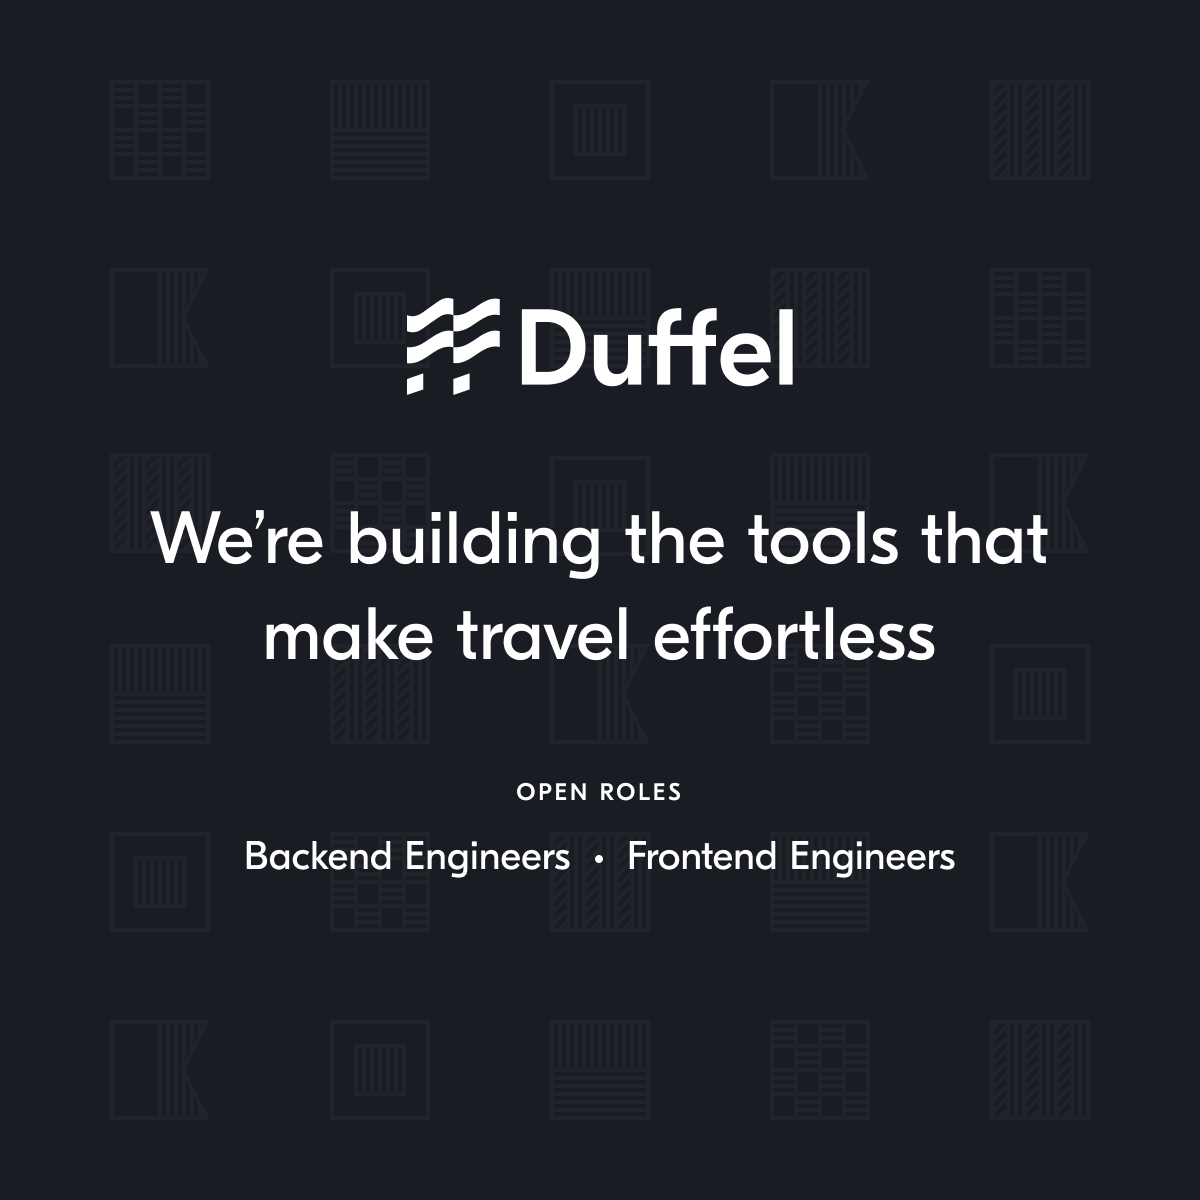 Duffel
We’re building the tools that
make travel effortless
OPEN ROLES
Backend Engineers • Frontend Engineers